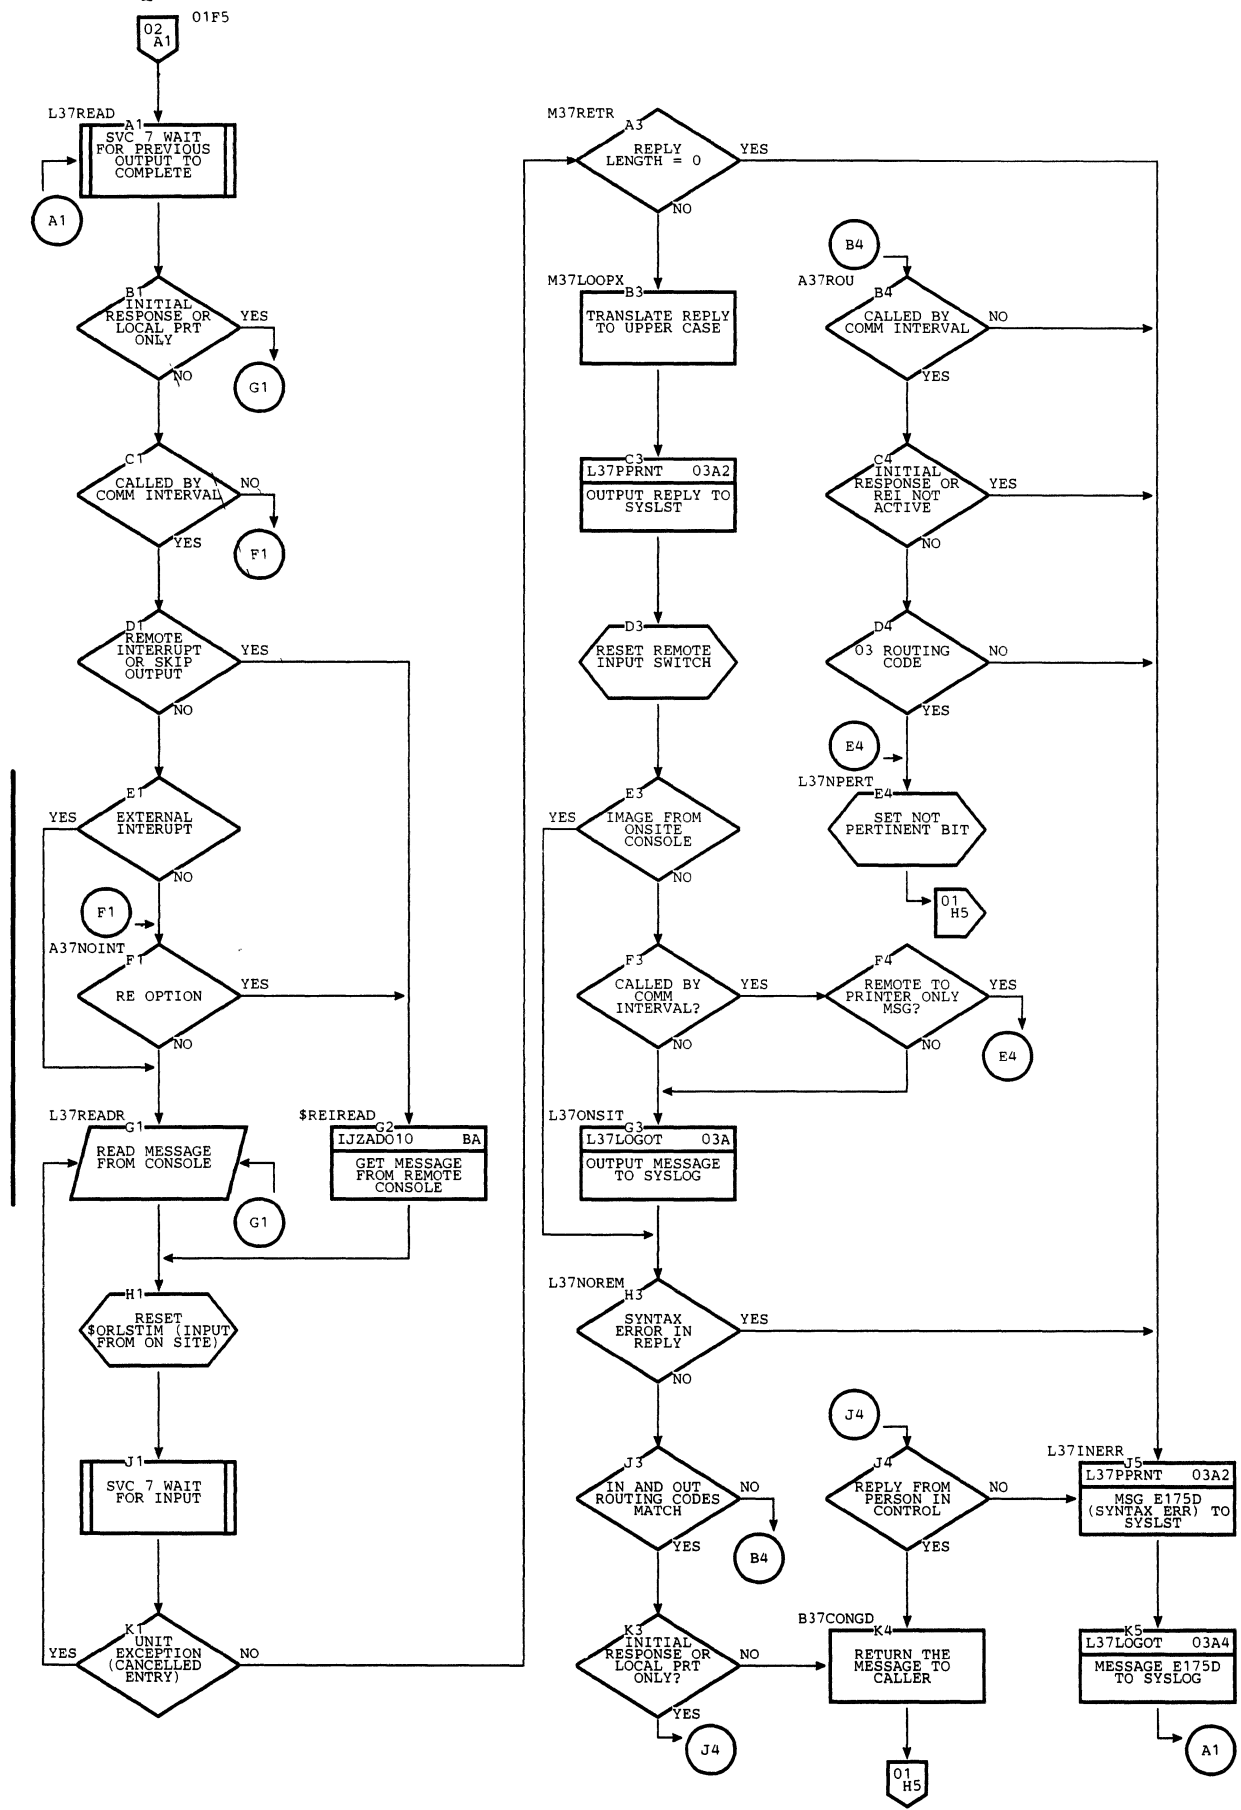 02
A1
01F5
L37READ
A1
SVC 7 WAIT
FOR PREVIOUS
OUTPUT TO
COMPLETE
A1
B1
INITIAL
RESPONSE OR
LOCAL PRT
ONLY
YES
NO
G1
C1
CALLED BY
COMM INTERVAL
NO
YES
F1
D1
REMOTE
INTERRUPT
OR SKIP
OUTPUT
YES
NO
E1
EXTERNAL
INTERUPT
YES
NO
F1
A37NOINT
F1
RE OPTION
YES
NO
L37READR
G1
READ MESSAGE
FROM CONSOLE
G1
$REIREAD
G2
IJZADO10 BA
GET MESSAGE
FROM REMOTE
CONSOLE
H1
RESET
$ORLSTIM (INPUT
FROM ON SITE)
J1
SVC 7 WAIT
FOR INPUT
K1
UNIT
EXCEPTION
(CANCELLED
ENTRY)
YES
NO
M37RETR
A3
REPLY
LENGTH = 0
YES
NO
M37LOOPX
B3
TRANSLATE REPLY
TO UPPER CASE
C3
L37PPRNT 03A2
OUTPUT REPLY TO
SYSLST
D3
RESET REMOTE
INPUT SWITCH
E3
IMAGE FROM
ONSITE
CONSOLE
YES
NO
F3
CALLED BY
COMM
INTERVAL?
YES
NO
F4
REMOTE TO
PRINTER ONLY
MSG?
YES
NO
E4
L37ONSIT
G3
L37LOGOT 03A
OUTPUT MESSAGE
TO SYSLOG
L37NOREM
H3
SYNTAX
ERROR IN
REPLY
YES
NO
J3
IN AND OUT
ROUTING CODES
MATCH
NO
YES
B4
K3
INITIAL
RESPONSE OR
LOCAL PRT
ONLY?
NO
YES
J4
B4
A37ROU
B4
CALLED BY
COMM INTERVAL
NO
YES
C4
INITIAL
RESPONSE OR
REI NOT
ACTIVE
YES
NO
D4
03 ROUTING
CODE
NO
YES
E4
L37NPERT
E4
SET NOT
PERTINENT BIT
01
H5
J4
J4
REPLY FROM
PERSON IN
CONTROL
NO
YES
B37CONGD
K4
RETURN THE
MESSAGE TO
CALLER
01
H5
L37INERR
J5
L37PPRNT 03A2
MSG E175D
(SYNTAX ERR) TO
SYSLST
K5
L37LOGOT 03A4
MESSAGE E175D
TO SYSLOG
A1